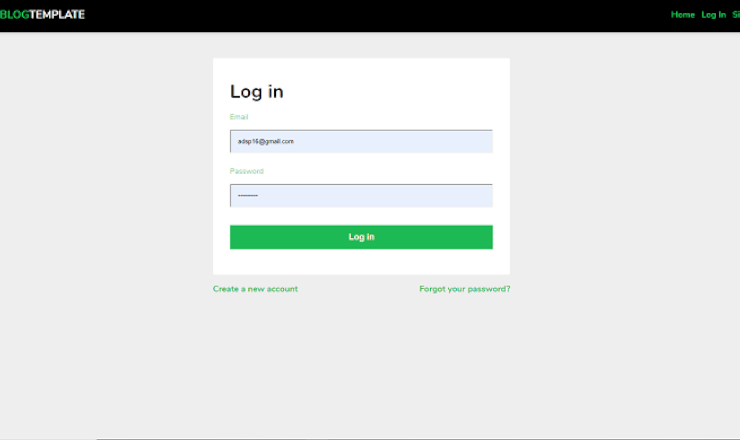 BLOGTEMPLATE
Home Log In Si
Log in
Email
adsp16@gmail.com
Password
Log in
Create a new account Forgot your password?